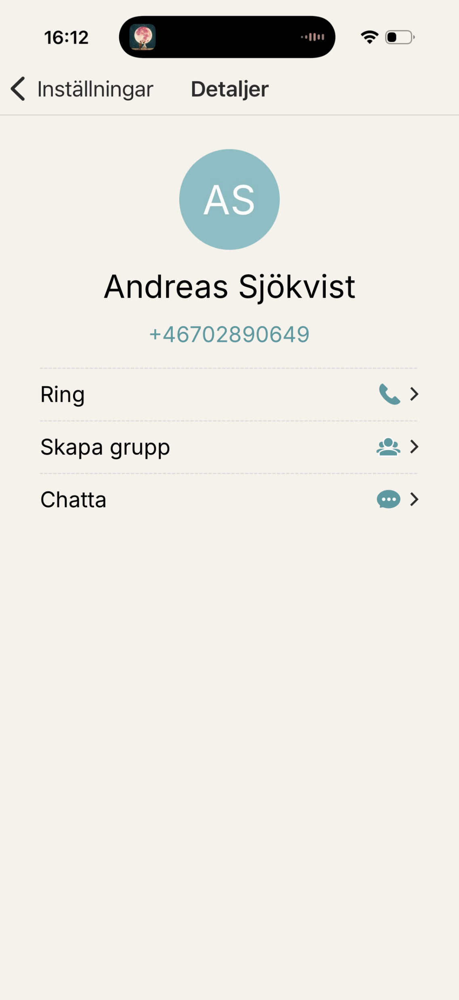 16:12
Inställningar Detaljer
AS
Andreas Sjökvist
+46702890649
Ring
Skapa grupp
Chatta